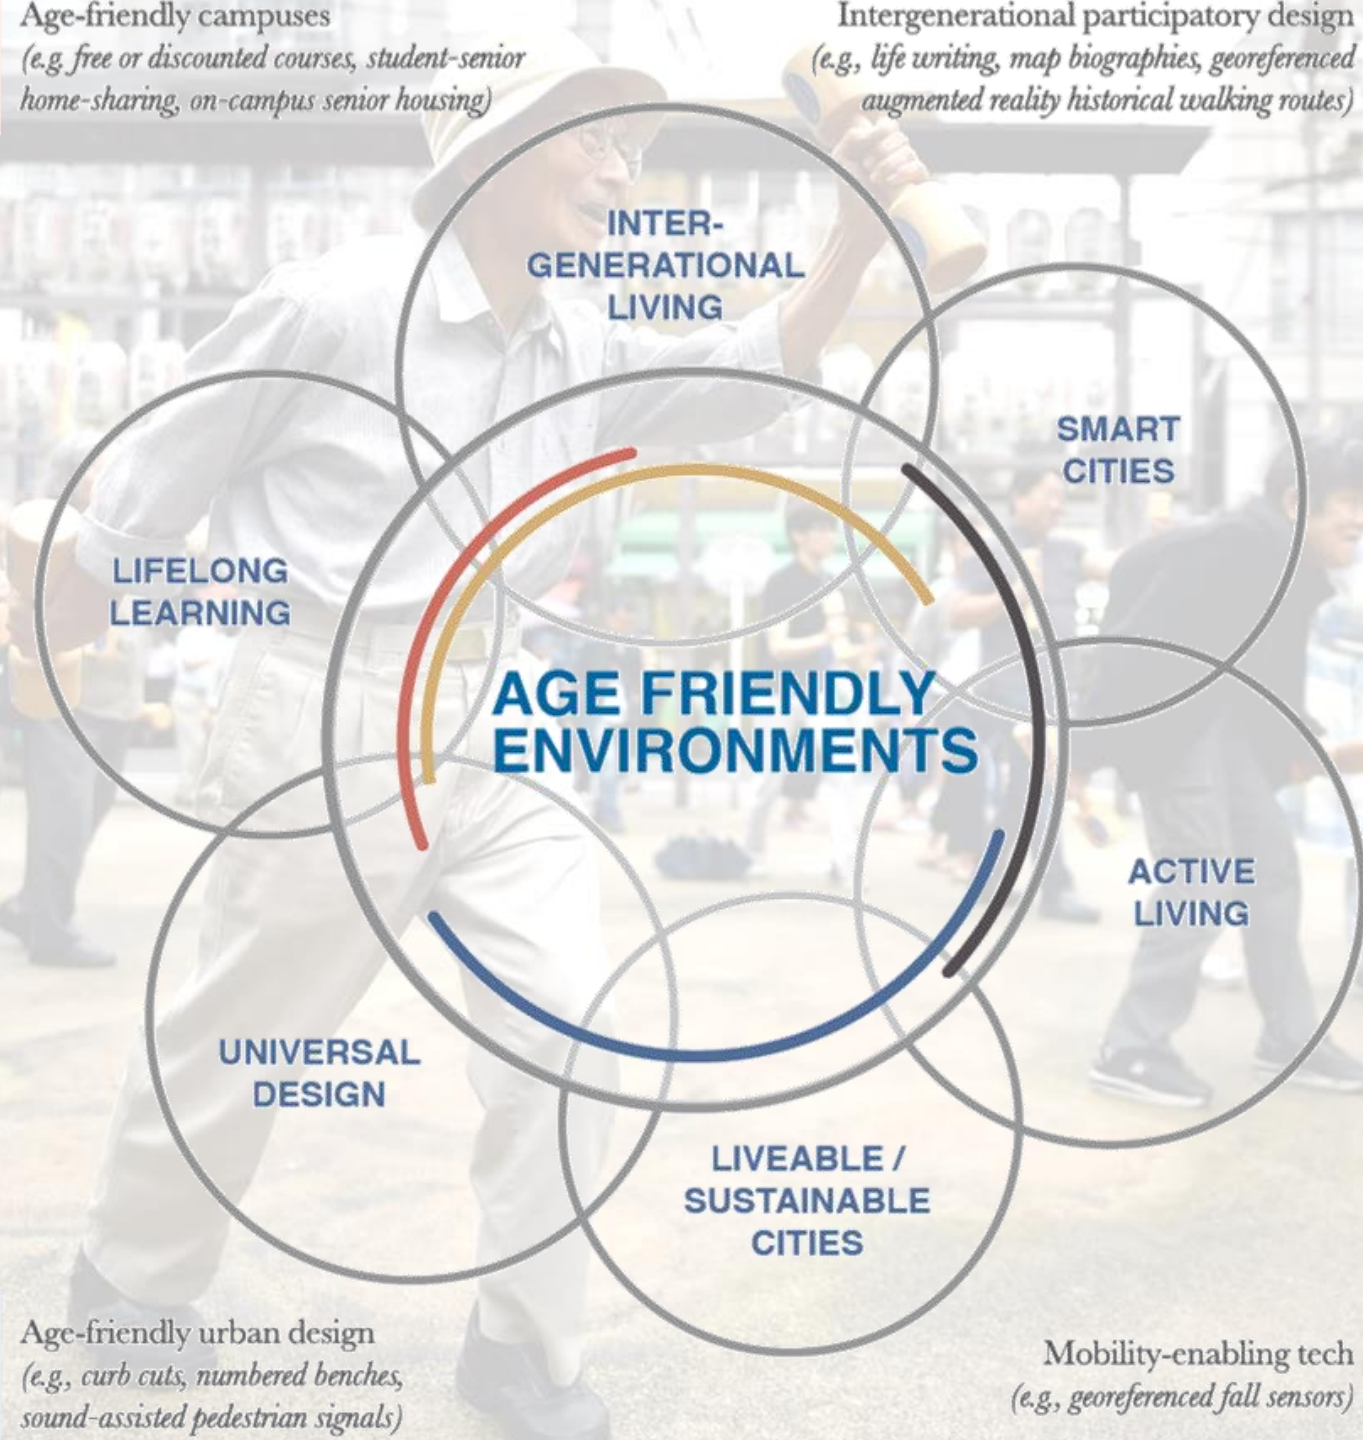 Age-friendly campuses
(e.g. free or discounted courses, student-senior
home-sharing, on-campus senior housing)
Intergenerational participatory design
(e.g., life writing, map biographies, georeferenced
augmented reality historical walking routes)
INTER-
GENERATIONAL
LIVING
SMART
CITIES
LIFELONG
LEARNING
AGE FRIENDLY
ENVIRONMENTS
ACTIVE
LIVING
UNIVERSAL
DESIGN
LIVEABLE /
SUSTAINABLE
CITIES
Age-friendly urban design
(e.g., curb cuts, numbered benches,
sound-assisted pedestrian signals)
Mobility-enabling tech
(e.g., georeferenced fall sensors)